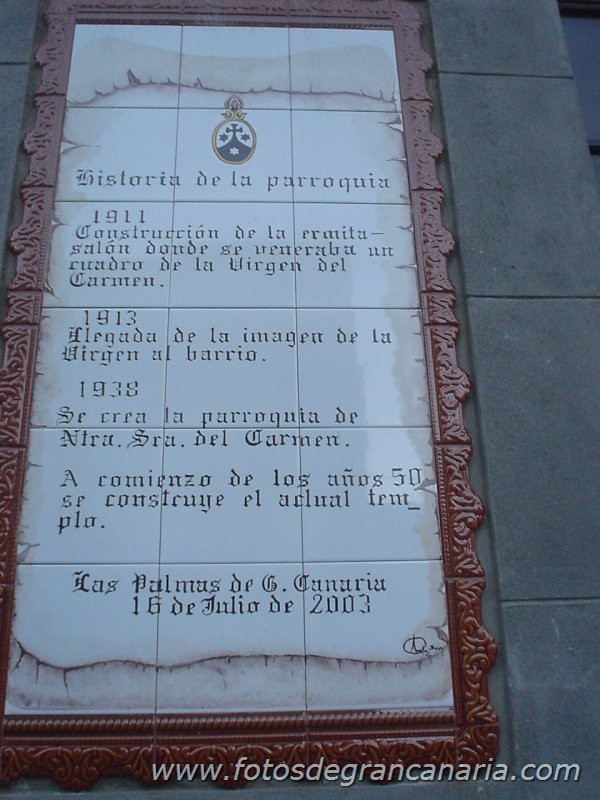 Historia de la parroquia
1911
Construcción de la ermita-
salón donde se veneraba un
cuadro de la Virgen del
Carmen.
1913
Llegada de la imagen de la
Virgen al barrio.
1938
Se crea la parroquia de
Ntra. Sra. del Carmen.
A comienzo de los años 50
se construye el actual tem_
plo.
Las Palmas de G. Canaria
16 de Julio de 2003
www.fotosdegrancanaria.com